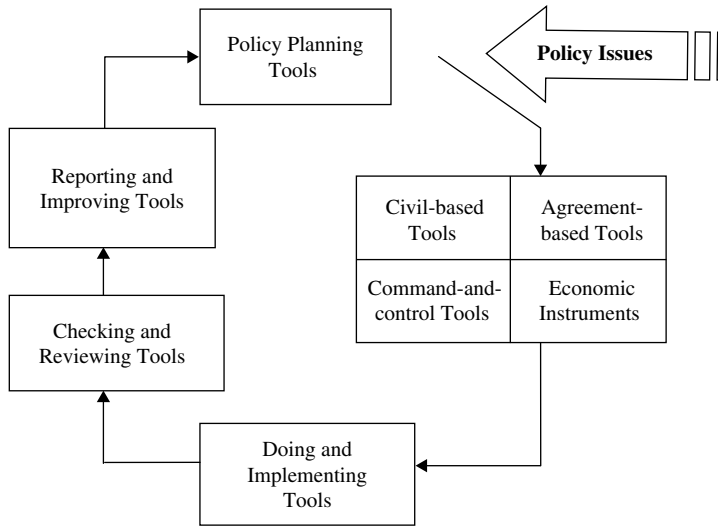 Policy Planning
Tools
Policy Issues
Reporting and
Improving Tools
Civil-based
Tools
Agreement-
based Tools
Command-and-
control Tools
Economic
Instruments
Checking and
Reviewing Tools
Doing and
Implementing
Tools